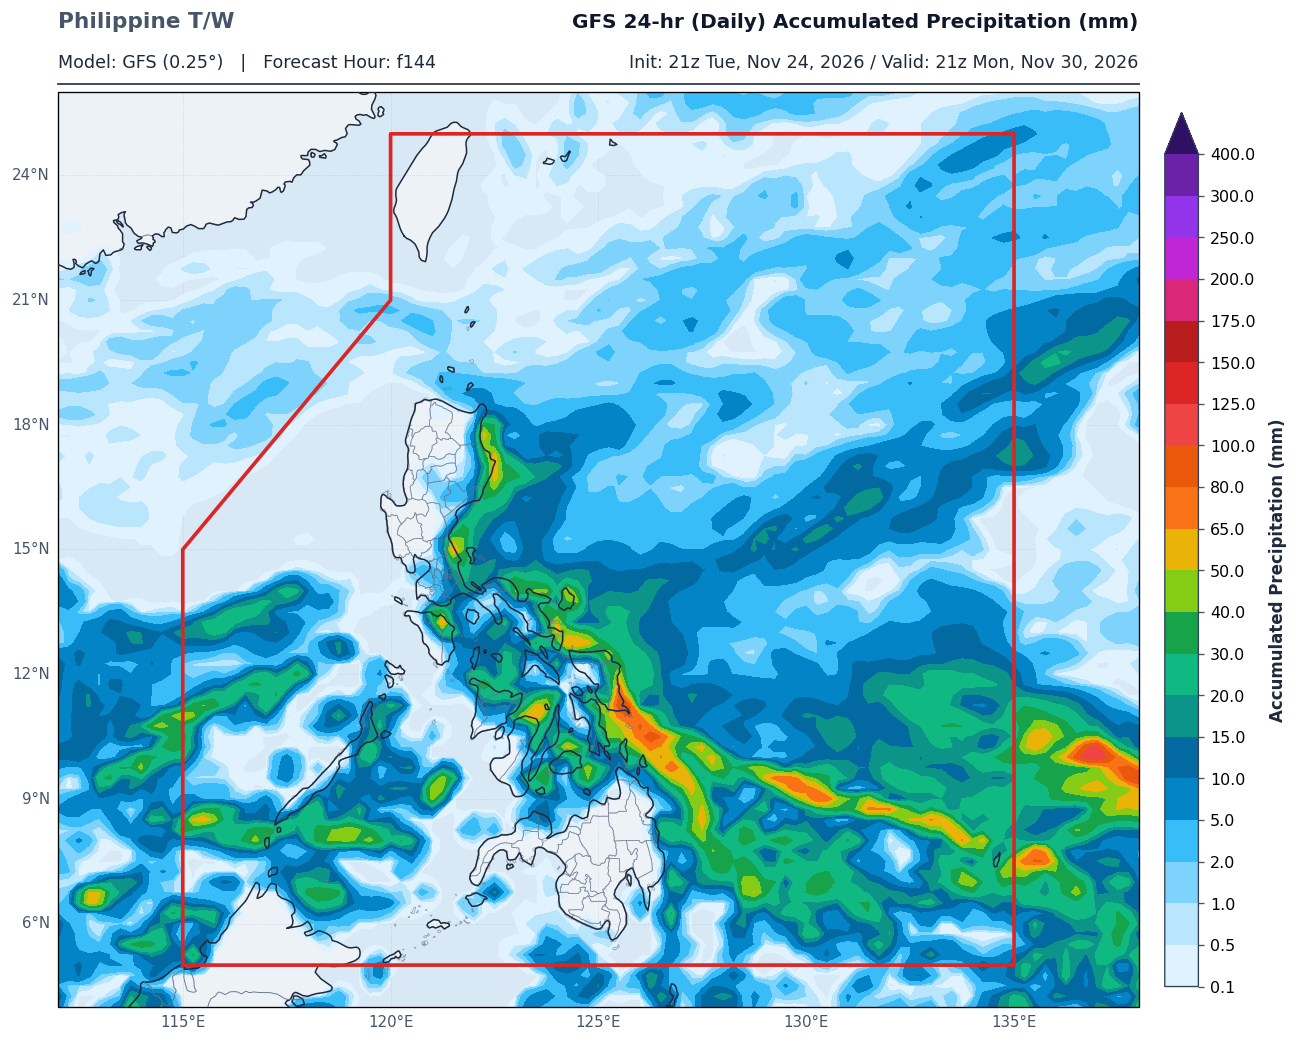 Philippine T/W
GFS 24-hr (Daily) Accumulated Precipitation (mm)
Model: GFS (0.25°) | Forecast Hour: f144
Init: 21z Tue, Nov 24, 2026 / Valid: 21z Mon, Nov 30, 2026
24°N
21°N
18°N
15°N
12°N
9°N
6°N
115°E
120°E
125°E
130°E
135°E
400.0
300.0
250.0
200.0
175.0
150.0
125.0
100.0
80.0
65.0
50.0
40.0
30.0
20.0
15.0
10.0
5.0
2.0
1.0
0.5
0.1
Accumulated Precipitation (mm)